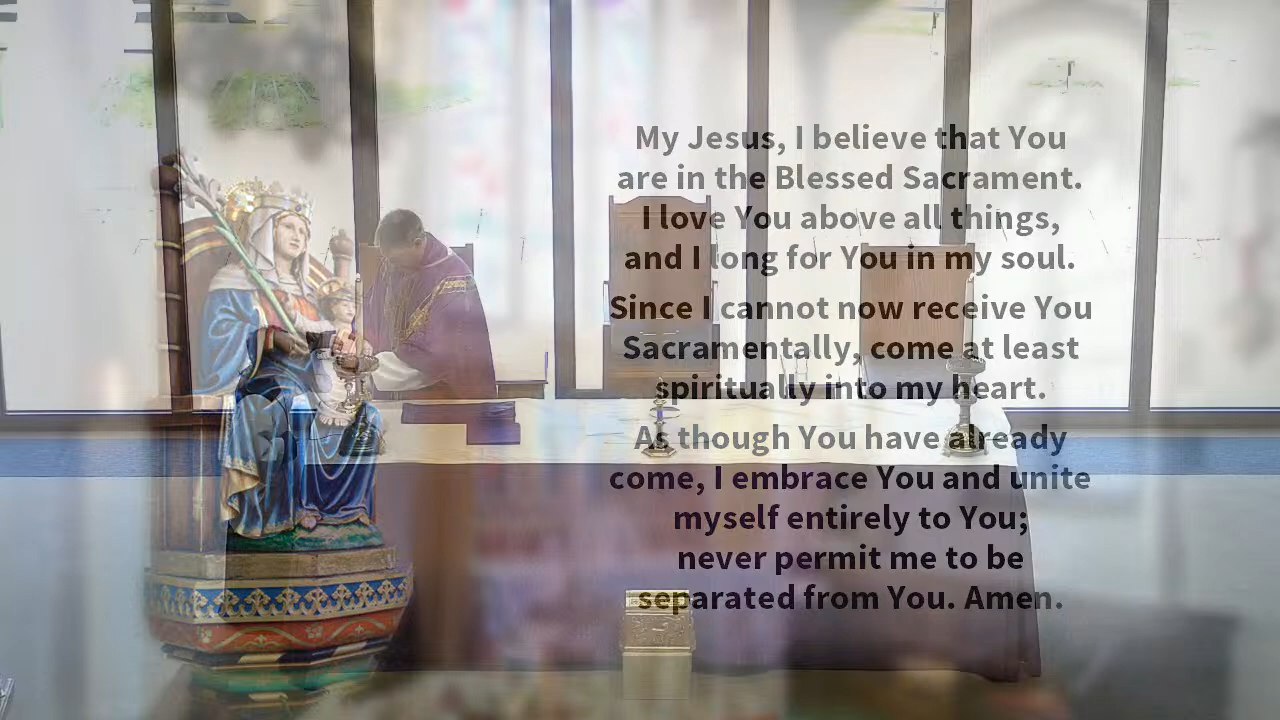 My Jesus, I believe that You
are in the Blessed Sacrament.
I love You above all things,
and I long for You in my soul.
Since I cannot now receive You
Sacramentally, come at least
spiritually into my heart.
As though You have already
come, I embrace You and unite
myself entirely to You;
never permit me to be
separated from You. Amen.